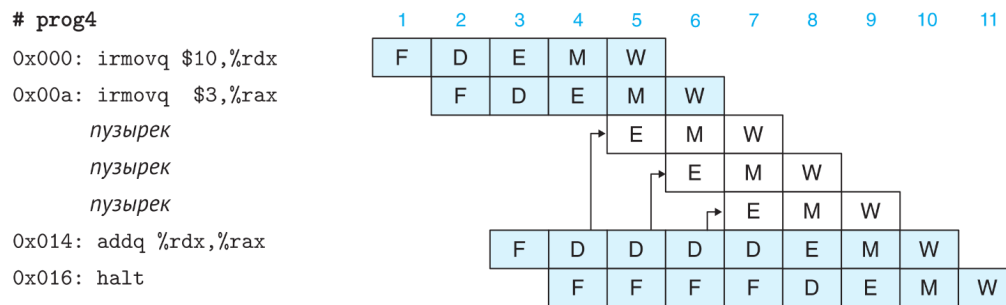 # prog4 1 2 3 4 5 6 7 8 9 10 11
0x000: irmovq $10,%rdx F D E M W
0x00a: irmovq $3,%rax F D E M W
пузырек E M W
пузырек E M W
пузырек E M W
0x014: addq %rdx,%rax F D D D D E M W
0x016: halt F F F F D E M W